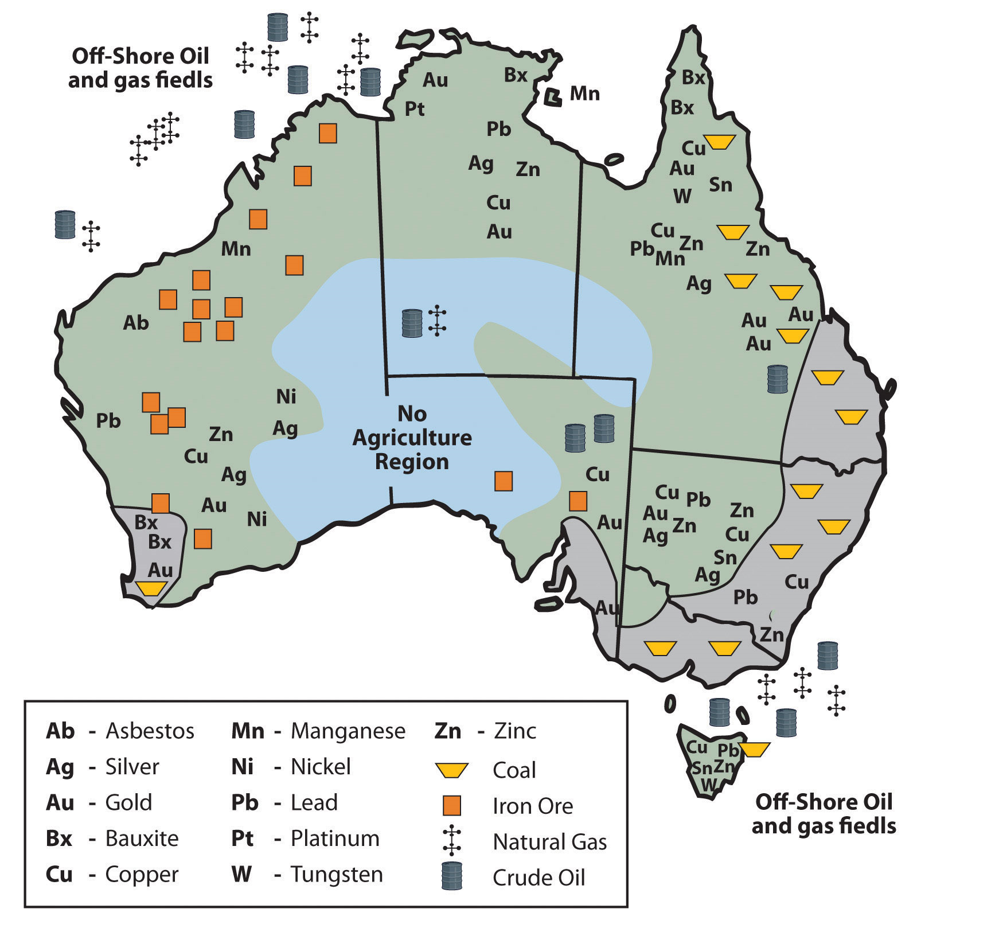 Off-Shore Oil
and gas fiedls
Au
Bx
Mn
Pt
Pb
Ag
Zn
Cu
Au
Bx
Bx
Cu
Au
Sn
W
Cu
Zn
Pb
Mn
Zn
Ag
Au
Au
Au
Mn
Ab
Ni
Pb
Ag
Zn
Cu
Ag
Au
Ni
Bx
Bx
Au
No
Agriculture
Region
Cu
Au
Au
Cu
Pb
Zn
Au
Zn
Ag
Cu
Sn
Ag
Cu
Pb
Zn
Cu
Pb
Sn
Zn
W
Off-Shore Oil
and gas fiedls
Ab - Asbestos
Ag - Silver
Au - Gold
Bx - Bauxite
Cu - Copper
Mn - Manganese
Ni - Nickel
Pb - Lead
Pt - Platinum
W - Tungsten
Zn - Zinc
Coal
Iron Ore
Natural Gas
Crude Oil